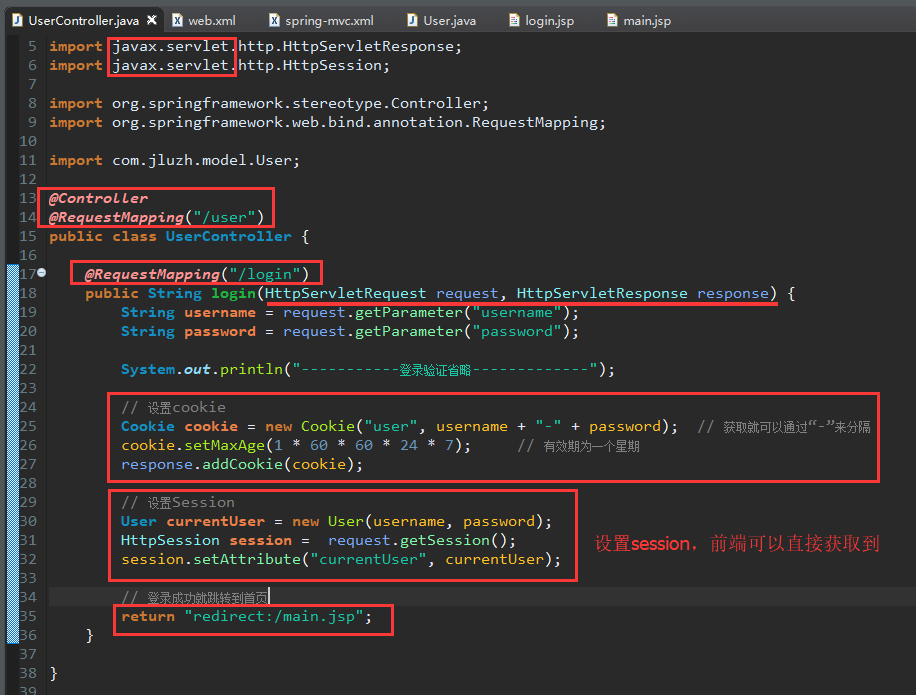 UserController.java web.xml spring-mvc.xml User.java login.jsp main.jsp
5 import javax.servlet.http.HttpServletResponse;
6 import javax.servlet.http.HttpSession;
7
8 import org.springframework.stereotype.Controller;
9 import org.springframework.web.bind.annotation.RequestMapping;
10
11 import com.jluzh.model.User;
12
13 @Controller
14 @RequestMapping("/user")
15 public class UserController {
16
17 @RequestMapping("/login")
18 public String login(HttpServletRequest request, HttpServletResponse response) {
19 String username = request.getParameter("username");
20 String password = request.getParameter("password");
21
22 System.out.println("-----------登录验证省略-------------");
23
24 // 设置cookie
25 Cookie cookie = new Cookie("user", username + "-" + password); // 获取就可以通过“-”来分隔
26 cookie.setMaxAge(1 * 60 * 60 * 24 * 7); // 有效期为一个星期
27 response.addCookie(cookie);
28
29 // 设置Session
30 User currentUser = new User(username, password);
31 HttpSession session = request.getSession();
设置session，前端可以直接获取到
32 session.setAttribute("currentUser", currentUser);
33
34 // 登录成功就跳转到首页
35 return "redirect:/main.jsp";
36 }
37
38 }
39